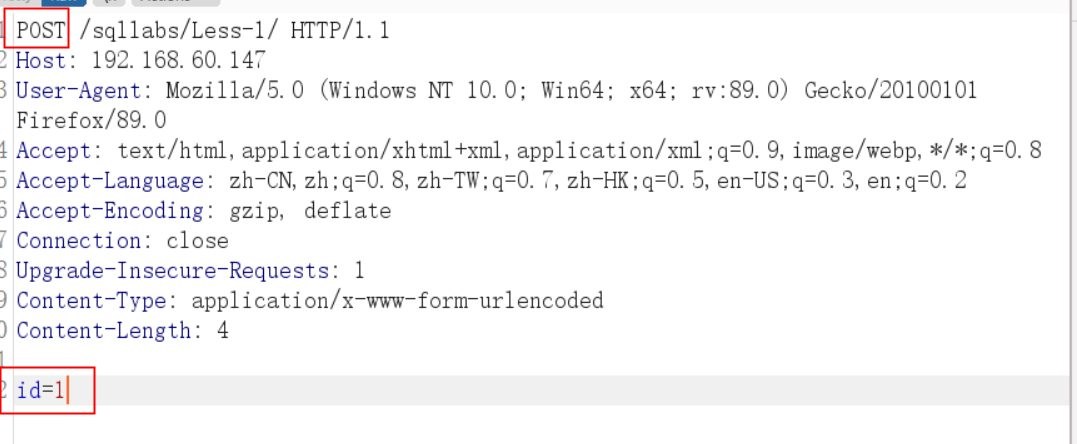 POST /sqllabs/Less-1/ HTTP/1.1
Host: 192.168.60.147
User-Agent: Mozilla/5.0 (Windows NT 10.0; Win64; x64; rv:89.0) Gecko/20100101
Firefox/89.0
Accept: text/html,application/xhtml+xml,application/xml;q=0.9,image/webp,*/*;q=0.8
Accept-Language: zh-CN,zh;q=0.8,zh-TW;q=0.7,zh-HK;q=0.5,en-US;q=0.3,en;q=0.2
Accept-Encoding: gzip, deflate
Connection: close
Upgrade-Insecure-Requests: 1
Content-Type: application/x-www-form-urlencoded
Content-Length: 4
id=1